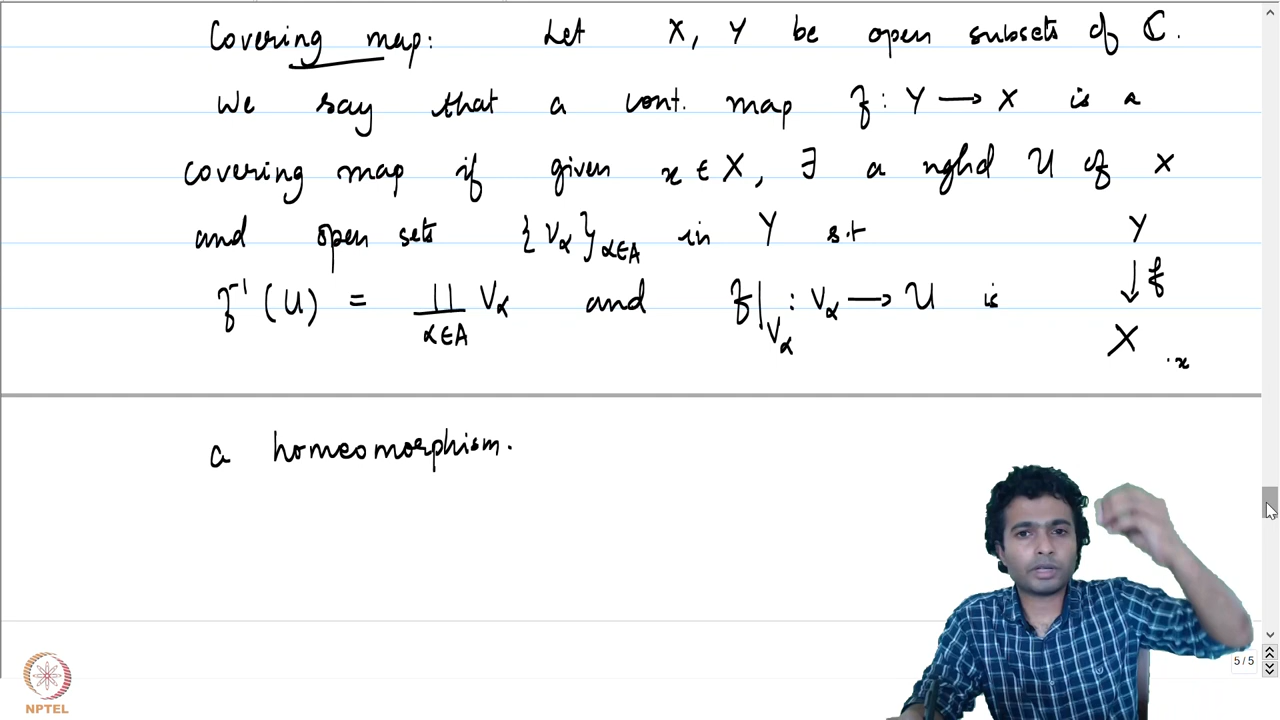 Covering map: Let X, Y be open subsets of ℂ.
We say that a cont. map f: Y ⟶ X is a
covering map if given x ∈ X, ∃ a nghd U of x
and open sets {V_α}_{α∈A} in Y s.t
f⁻¹(U) = ∐_{α∈A} V_α and f|_{V_α} : V_α ⟶ U is
Y
↓ f
X
. x
a homeomorphism.
5 / 5
NPTEL